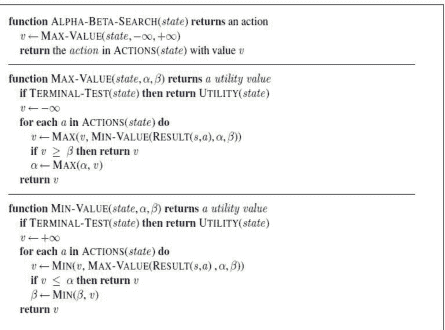 function ALPHA-BETA-SEARCH(state) returns an action
v ← MAX-VALUE(state, −∞, +∞)
return the action in ACTIONS(state) with value v
function MAX-VALUE(state, α, β) returns a utility value
if TERMINAL-TEST(state) then return UTILITY(state)
v ← −∞
for each a in ACTIONS(state) do
v ← MAX(v, MIN-VALUE(RESULT(s,a), α, β))
if v ≥ β then return v
α ← MAX(α, v)
return v
function MIN-VALUE(state, α, β) returns a utility value
if TERMINAL-TEST(state) then return UTILITY(state)
v ← +∞
for each a in ACTIONS(state) do
v ← MIN(v, MAX-VALUE(RESULT(s,a) , α, β))
if v ≤ α then return v
β ← MIN(β, v)
return v